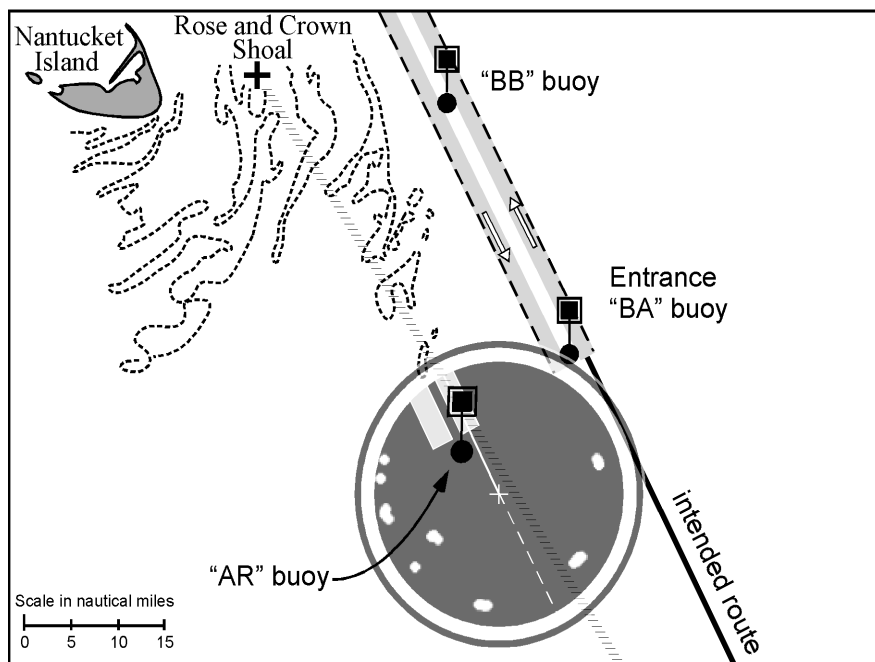 Nantucket
Island
Rose and Crown
Shoal
“BB” buoy
Entrance
“BA” buoy
“AR” buoy
intended route
Scale in nautical miles
0 5 10 15